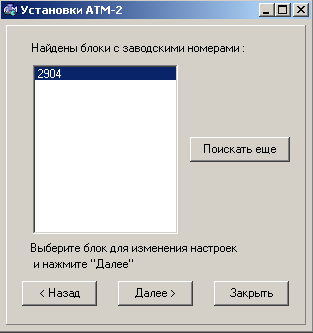 Установки АТМ-2
Найдены блоки с заводскими номерами :
2904
Поискать еще
Выберите блок для изменения настроек
и нажмите "Далее"
< Назад
Далее >
Закрыть